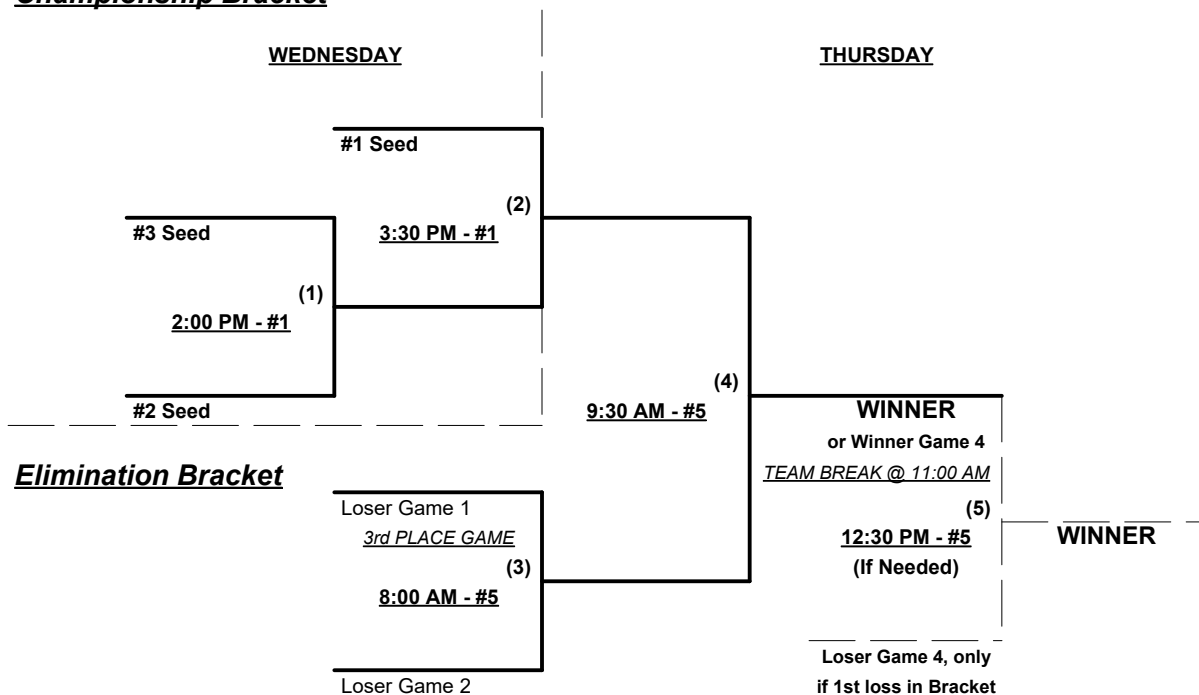 Championship Bracket
WEDNESDAY
THURSDAY
#1 Seed
(2)
3:30 PM - #1
#3 Seed
(1)
2:00 PM - #1
#2 Seed
(4)
9:30 AM - #5
WINNER
or Winner Game 4
TEAM BREAK @ 11:00 AM
(5)
12:30 PM - #5
(If Needed)
WINNER
Loser Game 4, only
if 1st loss in Bracket
Elimination Bracket
Loser Game 1
3rd PLACE GAME
(3)
8:00 AM - #5
Loser Game 2